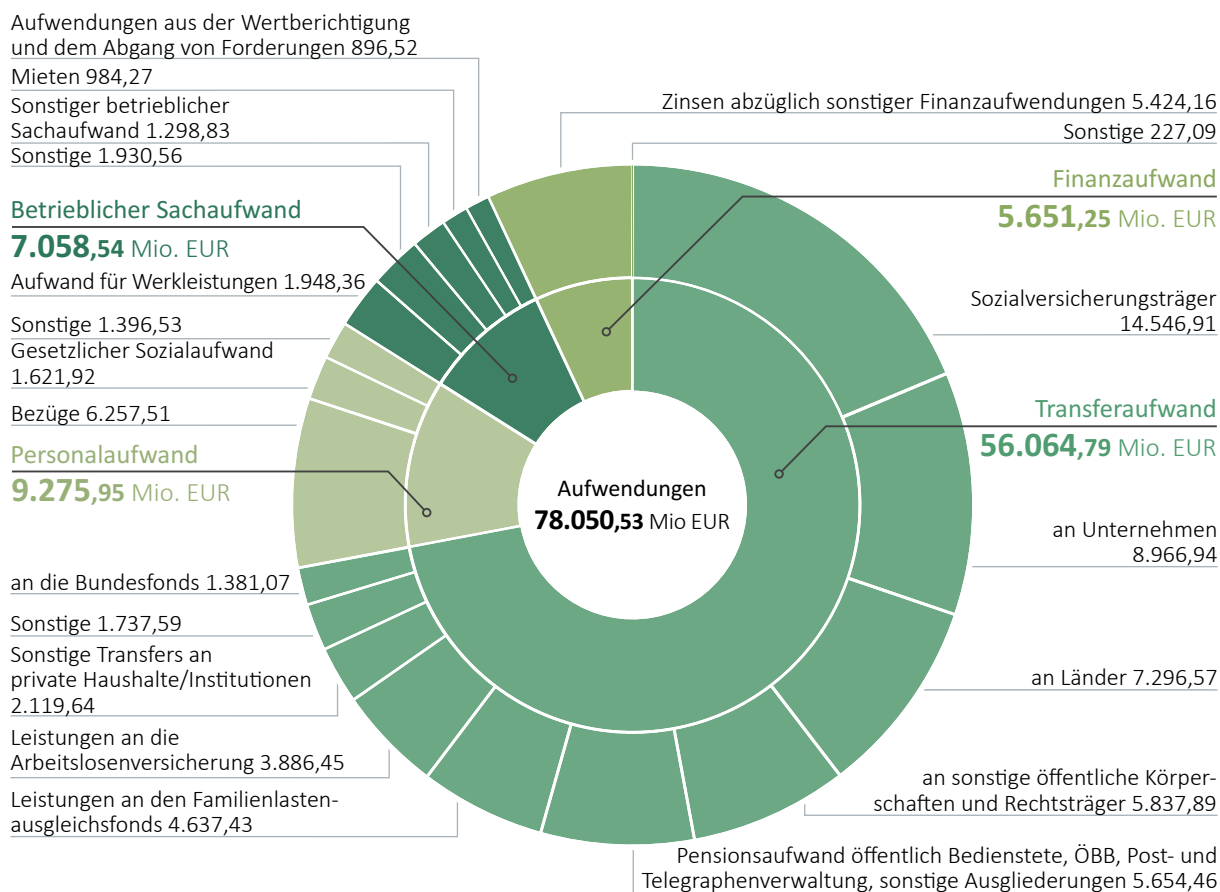 Aufwendungen aus der Wertberichtigung
und dem Abgang von Forderungen 896,52
Mieten 984,27
Sonstiger betrieblicher
Sachaufwand 1.298,83
Sonstige 1.930,56
Betrieblicher Sachaufwand
7.058,54 Mio. EUR
Aufwand für Werkleistungen 1.948,36
Sonstige 1.396,53
Gesetzlicher Sozialaufwand
1.621,92
Bezüge 6.257,51
Personalaufwand
9.275,95 Mio. EUR
an die Bundesfonds 1.381,07
Sonstige 1.737,59
Sonstige Transfers an
private Haushalte/Institutionen
2.119,64
Leistungen an die
Arbeitslosenversicherung 3.886,45
Leistungen an den Familienlasten-
ausgleichsfonds 4.637,43
Aufwendungen
78.050,53 Mio EUR
Zinsen abzüglich sonstiger Finanzaufwendungen 5.424,16
Sonstige 227,09
Finanzaufwand
5.651,25 Mio. EUR
Sozialversicherungsträger
14.546,91
Transferaufwand
56.064,79 Mio. EUR
an Unternehmen
8.966,94
an Länder 7.296,57
an sonstige öffentliche Körper-
schaften und Rechtsträger 5.837,89
Pensionsaufwand öffentlich Bedienstete, ÖBB, Post- und
Telegraphenverwaltung, sonstige Ausgliederungen 5.654,46